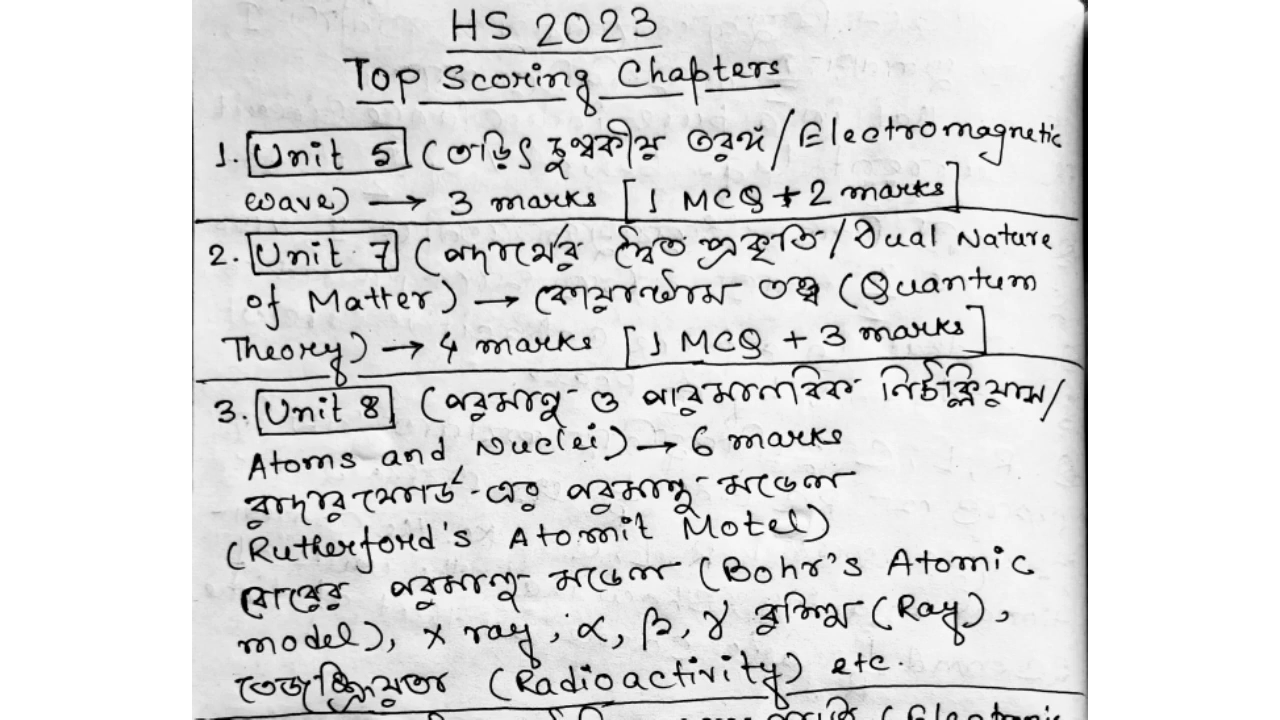 HS 2023
Top Scoring Chapters
1. Unit 5 (তড়িৎ চুম্বকীয় তরঙ্গ/Electromagnetic
wave) → 3 marks [1 MCQ + 2 marks]
2. Unit 7 (পদার্থের দ্বৈত প্রকৃতি/Dual Nature
of Matter) → কোয়ান্টাম তত্ত্ব (Quantum
Theory) → 4 marks [1 MCQ + 3 marks]
3. Unit 8 (পরমাণু ও পারমাণবিক নিউক্লিয়াস/
Atoms and Nuclei) → 6 marks
রাদারফোর্ড-এর পরমাণু মডেল
(Rutherford's Atomit Motel)
বোরের পরমাণু মডেল (Bohr's Atomic
model), x ray, α, β, γ রশ্মি (Ray),
তেজস্ক্রিয়তা (Radioactivity) etc.
(Electronic